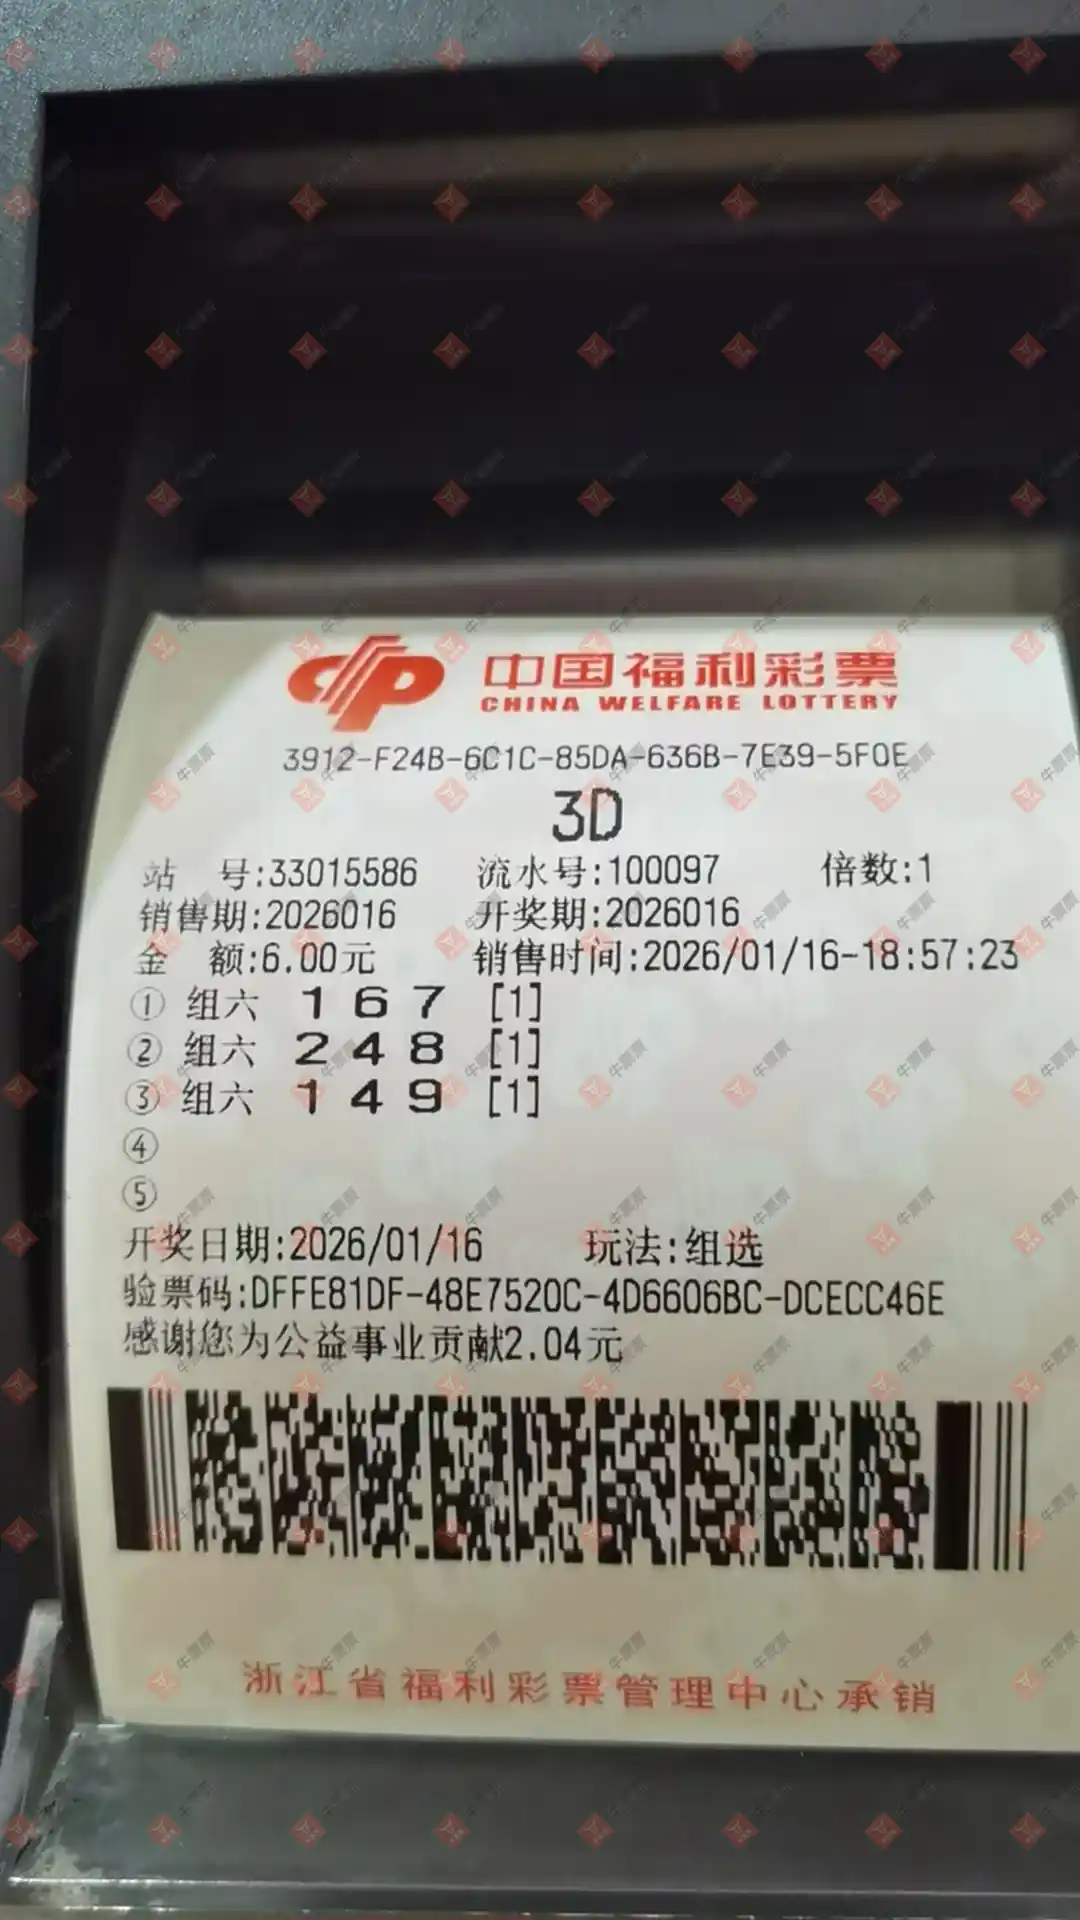 中国福利彩票
CHINA WELFARE LOTTERY
3912-F24B-6C1C-85DA-636B-7E39-5F0E
3D
站 号:33015586 流水号:100097 倍数:1
销售期:2026016 开奖期:2026016
金 额:6.00元 销售时间:2026/01/16-18:57:23
① 组六 1 6 7 [1]
② 组六 2 4 8 [1]
③ 组六 1 4 9 [1]
④
⑤
开奖日期:2026/01/16 玩法:组选
验票码:DFFE81DF-48E7520C-4D6606BC-DCECC46E
感谢您为公益事业贡献2.04元
浙江省福利彩票管理中心承销
牛票票